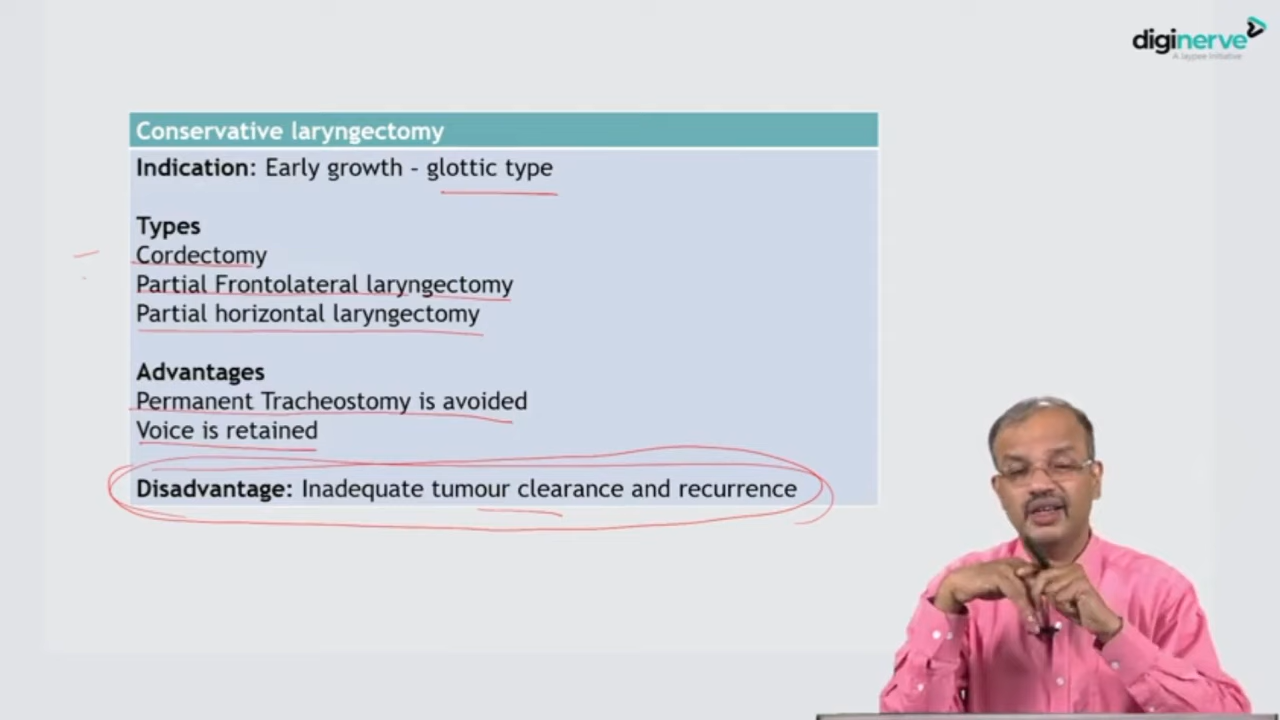 diginerve
A Jaypee Initiative
Conservative laryngectomy
Indication: Early growth - glottic type
Types
Cordectomy
Partial Frontolateral laryngectomy
Partial horizontal laryngectomy
Advantages
Permanent Tracheostomy is avoided
Voice is retained
Disadvantage: Inadequate tumour clearance and recurrence